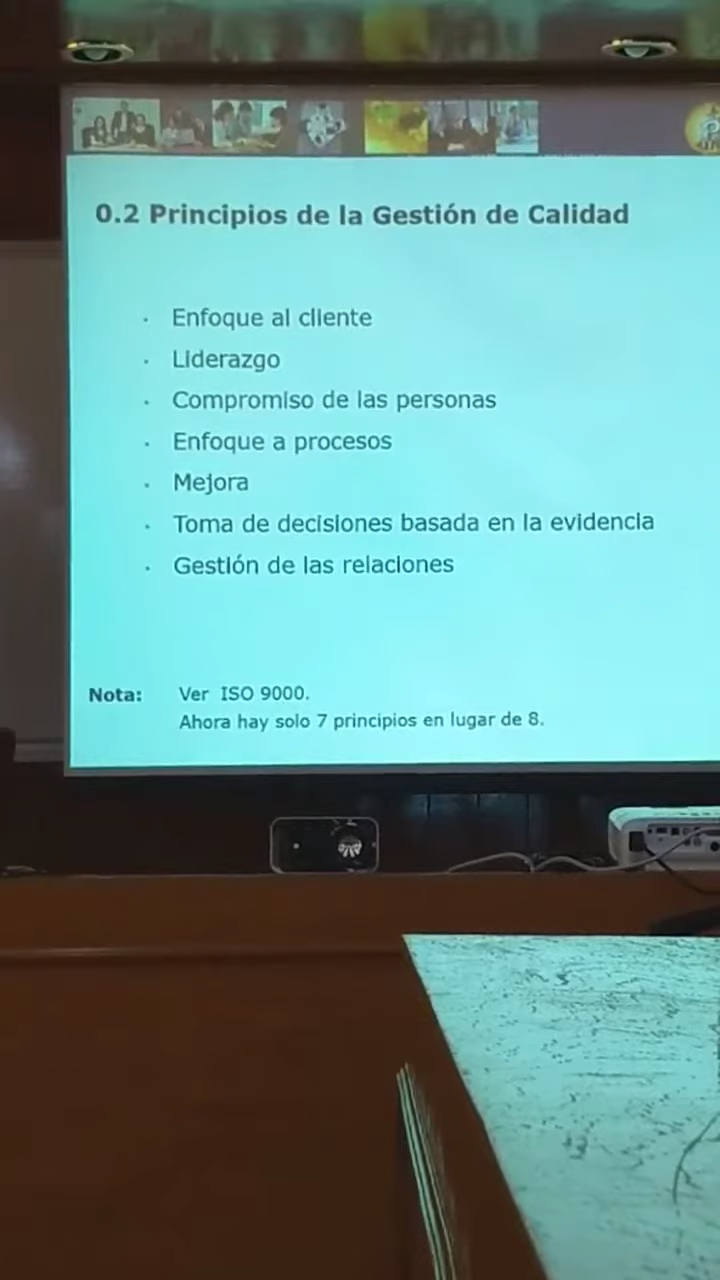 0.2 Principios de la Gestión de Calidad
· Enfoque al cliente
· Liderazgo
· Compromiso de las personas
· Enfoque a procesos
· Mejora
· Toma de decisiones basada en la evidencia
· Gestión de las relaciones
Nota: Ver ISO 9000.
Ahora hay solo 7 principios en lugar de 8.